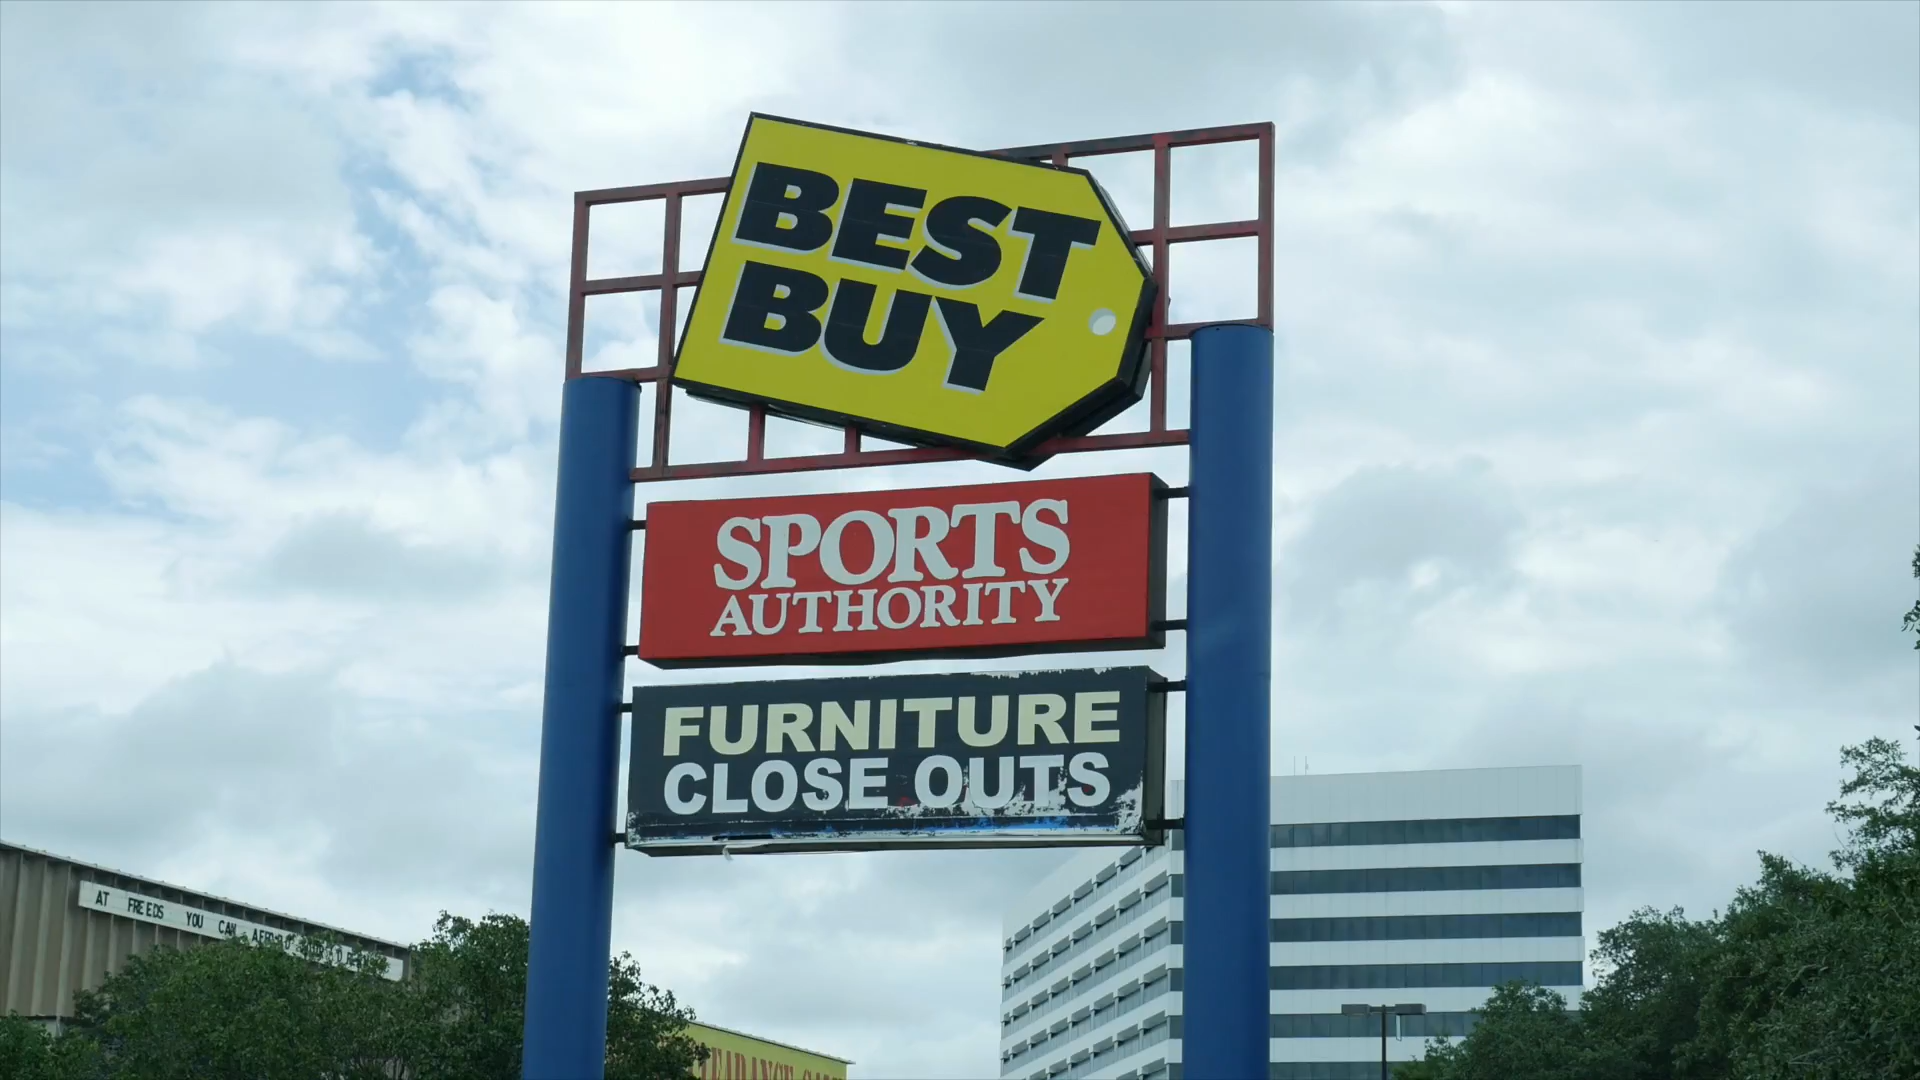 BEST
BUY
SPORTS
AUTHORITY
FURNITURE
CLOSE OUTS
AT FREEDS YOU CAN